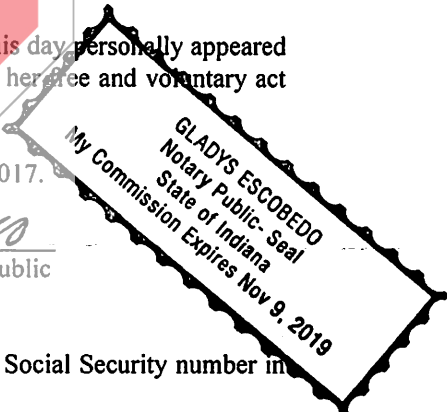 is day personally appeared
her free and voluntary act
017.
GLADYS ESCOBEDO
Notary Public- Seal
State of Indiana
My Commission Expires Nov 9, 2019
ublic
Social Security number in